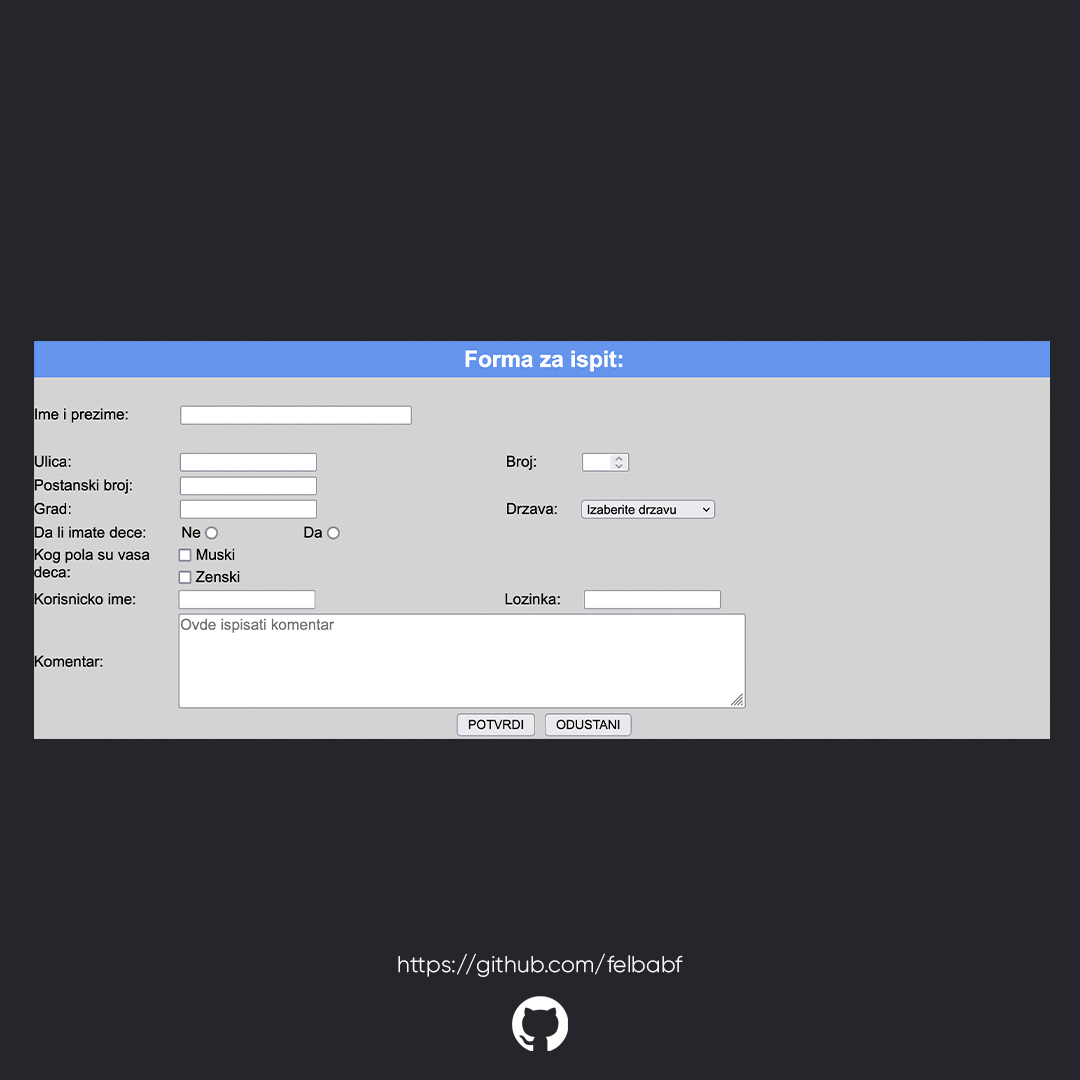 Forma za ispit:
Ime i prezime:
Ulica:
Broj:
Postanski broj:
Grad:
Drzava:
Izaberite drzavu
Da li imate dece:
Ne
Da
Kog pola su vasa
deca:
Muski
Zenski
Korisnicko ime:
Lozinka:
Komentar:
Ovde ispisati komentar
POTVRDI
ODUSTANI
https://github.com/felbabf